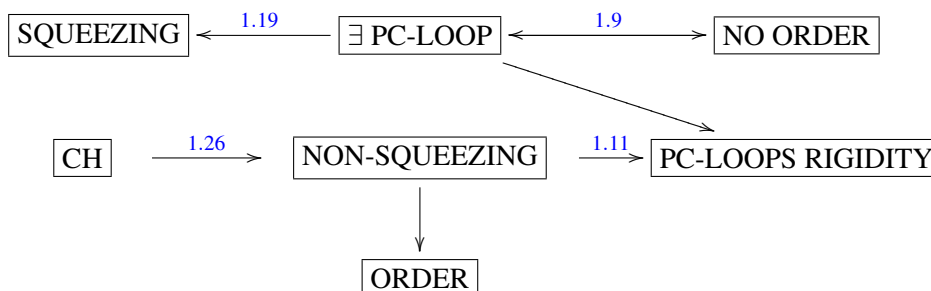 1.19 1.9
SQUEEZING ∃ PC-LOOP NO ORDER
1.26 1.11
CH NON-SQUEEZING PC-LOOPS RIGIDITY
ORDER